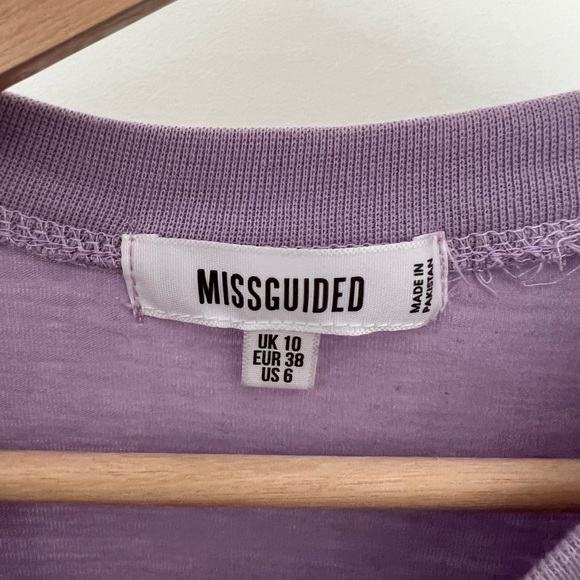 MISSGUIDED
MADE IN
PAKISTAN
UK 10
EUR 38
US 6